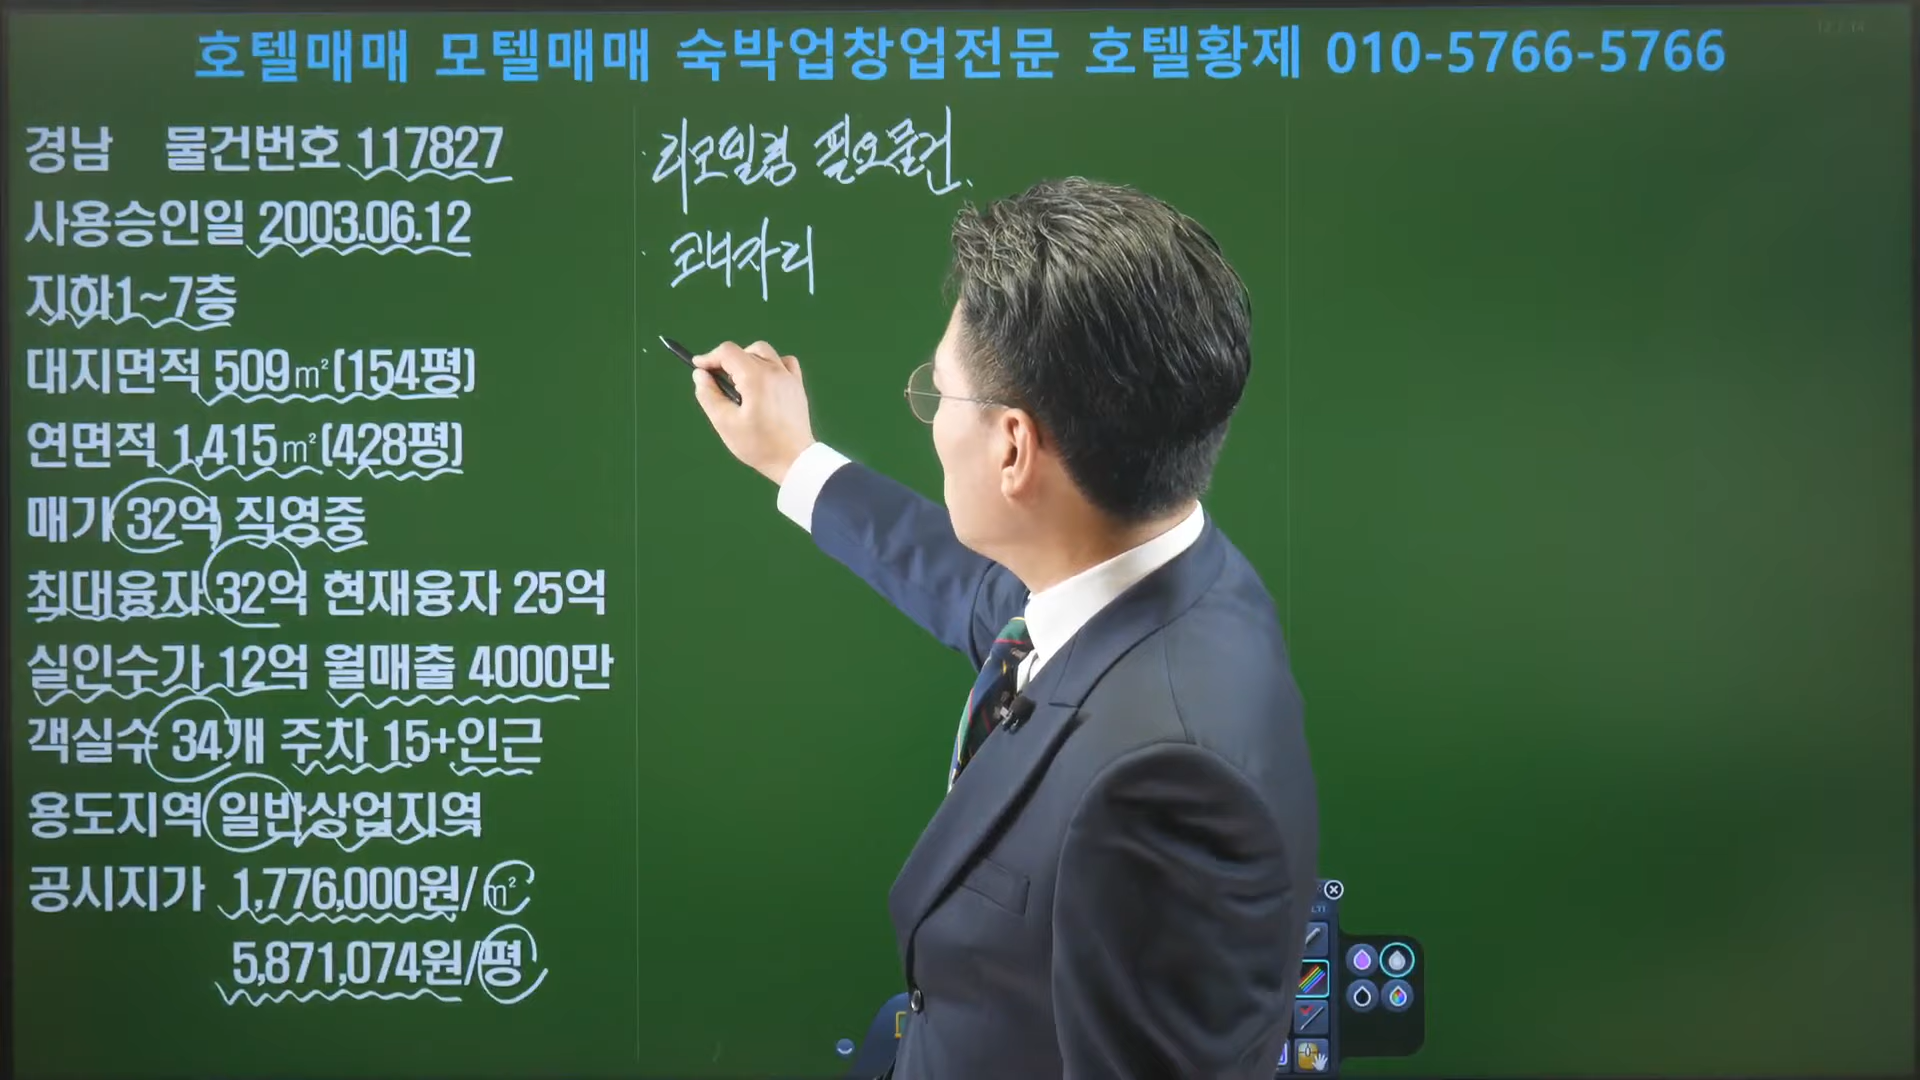 호텔매매 모텔매매 숙박업창업전문 호텔황제 010-5766-5766
경남 물건번호 117827
사용승인일 2003.06.12
지하1~7층
대지면적 509㎡(154평)
연면적 1,415㎡(428평)
매가 32억 직영중
최대융자 32억 현재융자 25억
실인수가 12억 월매출 4000만
객실수 34개 주차 15+인근
용도지역 일반상업지역
공시지가 1,776,000원/㎡
5,871,074원/평
· 리모델링 필요물건.
· 코너자리